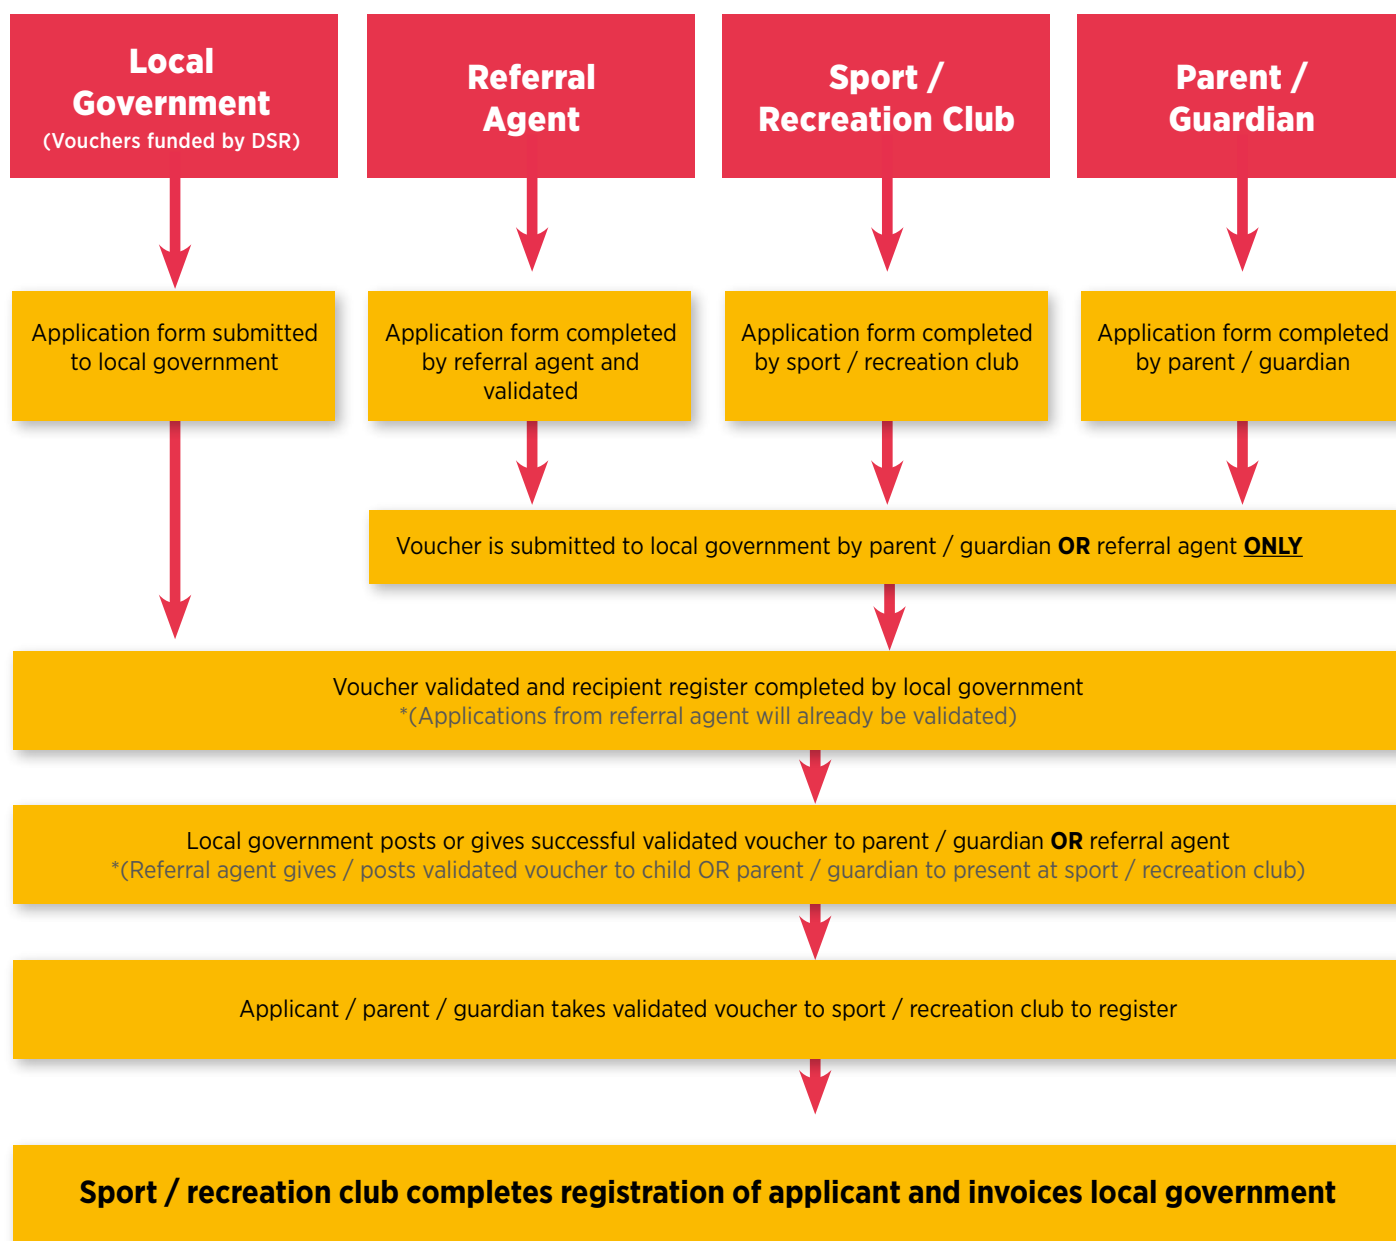 Local
Government
(Vouchers funded by DSR)
Referral
Agent
Sport /
Recreation Club
Parent /
Guardian
Application form submitted
to local government
Application form completed
by referral agent and
validated
Application form completed
by sport / recreation club
Application form completed
by parent / guardian
Voucher is submitted to local government by parent / guardian OR referral agent ONLY
Voucher validated and recipient register completed by local government
*(Applications from referral agent will already be validated)
Local government posts or gives successful validated voucher to parent / guardian OR referral agent
*(Referral agent gives / posts validated voucher to child OR parent / guardian to present at sport / recreation club)
Applicant / parent / guardian takes validated voucher to sport / recreation club to register
Sport / recreation club completes registration of applicant and invoices local government